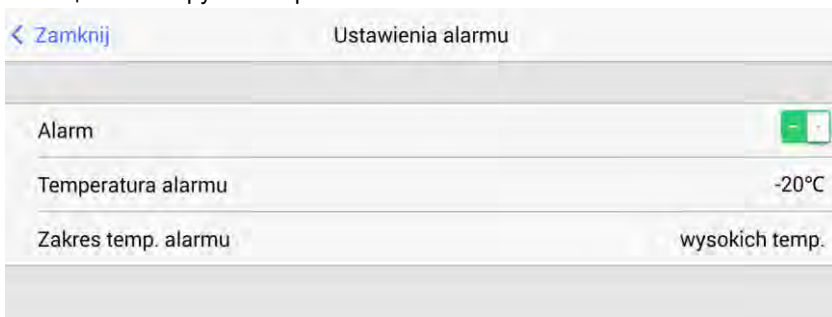 < Zamknij Ustawienia alarmu
Alarm
Temperatura alarmu -20°C
Zakres temp. alarmu wysokich temp.